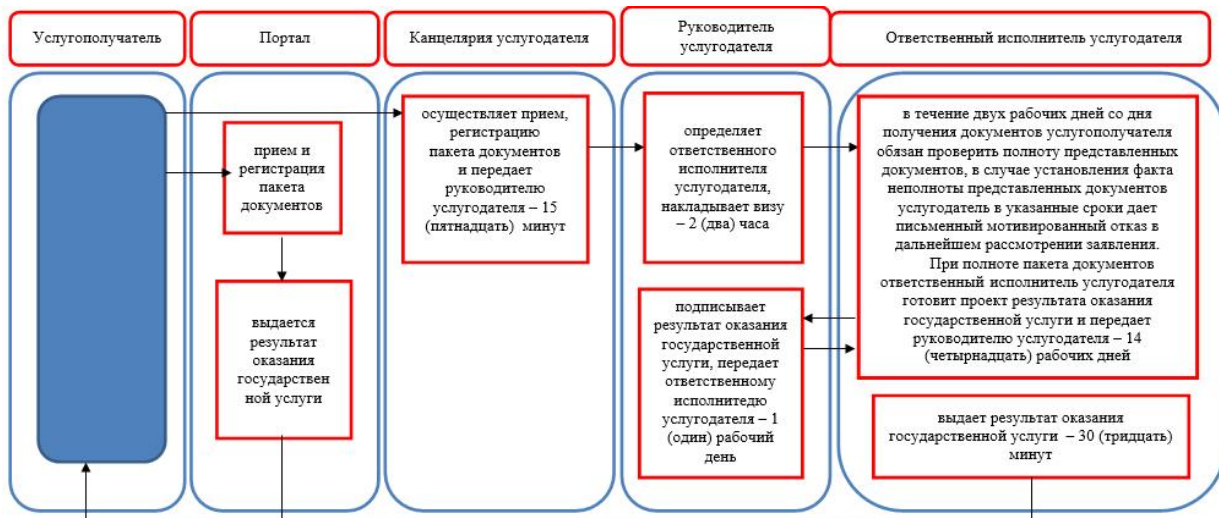 Услугополучатель
Портал
Канцелярия услугодателя
Руководитель
услугодателя
Ответственный исполнитель услугодателя
прием и
регистрация
пакета
документов
выдается
результат
оказания
государствен
ной услуги
осуществляет прием,
регистрацию
пакета документов
и передает
руководителю
услугодателя – 15
(пятнадцать) минут
определяет
ответственного
исполнителя
услугодателя,
накладывает визу
– 2 (два) часа
подписывает
результат оказания
государственной
услуги, передает
ответственному
исполнитедю
услугодателя – 1
(один) рабочий
день
в течение двух рабочих дней со дня
получения документов услугополучателя
обязан проверить полноту представленных
документов, в случае установления факта
неполноты представленных документов
услугодатель в указанные сроки дает
письменный мотивированный отказ в
дальнейшем рассмотрении заявления.
При полноте пакета документов
ответственный исполнитель услугодателя
готовит проект результата оказания
государственной услуги и передает
руководителю услугодателя – 14
(четырнадцать) рабочих дней
выдает результат оказания
государственной услуги – 30 (тридцать)
минут